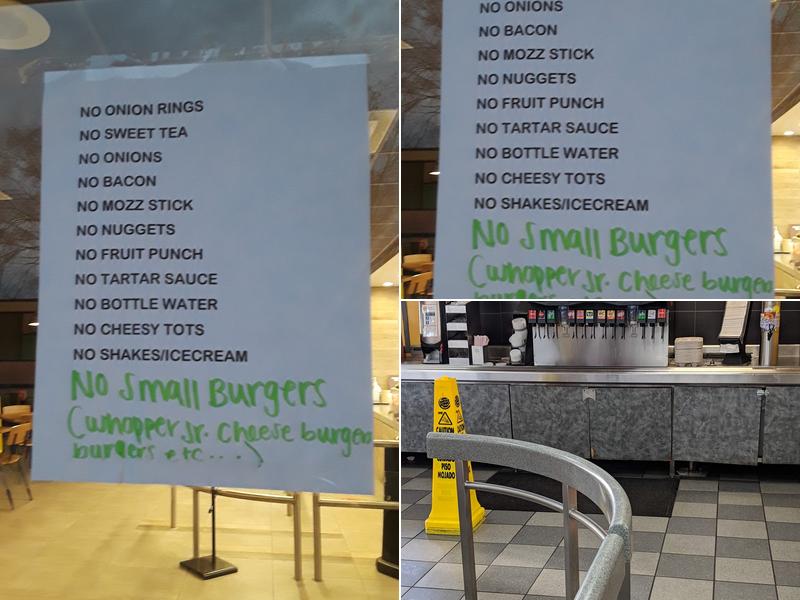 NO ONION RINGS
NO SWEET TEA
NO ONIONS
NO BACON
NO MOZZ STICK
NO NUGGETS
NO FRUIT PUNCH
NO TARTAR SAUCE
NO BOTTLE WATER
NO CHEESY TOTS
NO SHAKES/ICECREAM
No Small Burgers
(whopper Jr. Cheese burger
burgers etc...)
NO ONIONS
NO BACON
NO MOZZ STICK
NO NUGGETS
NO FRUIT PUNCH
NO TARTAR SAUCE
NO BOTTLE WATER
NO CHEESY TOTS
NO SHAKES/ICECREAM
No Small Burgers
(whopper Jr. Cheese burger
CAUTION
PISO
MOJADO